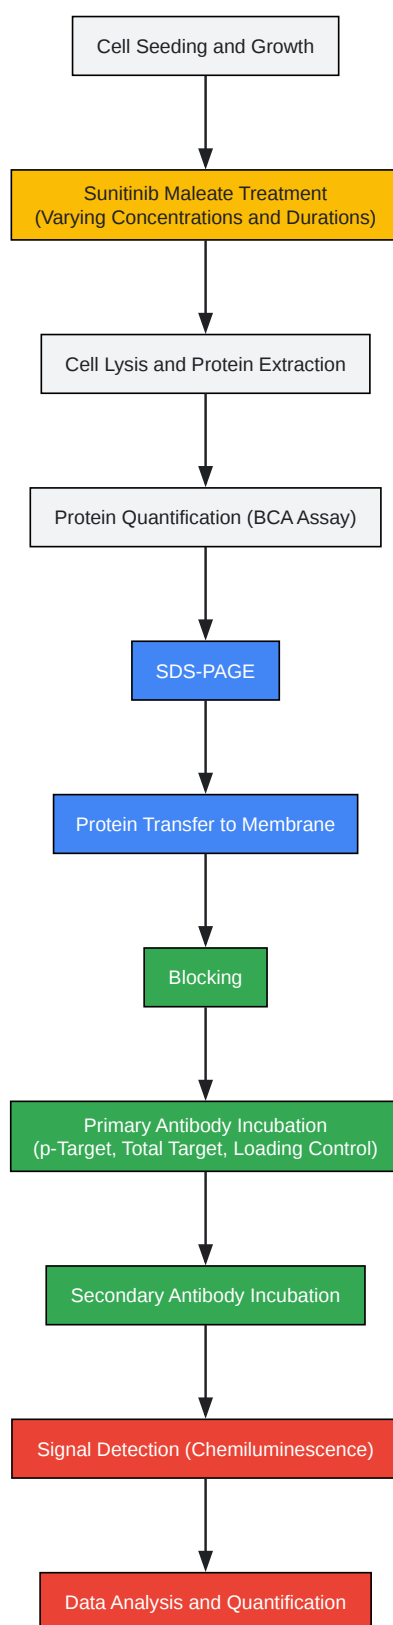 Cell Seeding and Growth
Sunitinib Maleate Treatment
(Varying Concentrations and Durations)
Cell Lysis and Protein Extraction
Protein Quantification (BCA Assay)
SDS-PAGE
Protein Transfer to Membrane
Blocking
Primary Antibody Incubation
(p-Target, Total Target, Loading Control)
Secondary Antibody Incubation
Signal Detection (Chemiluminescence)
Data Analysis and Quantification